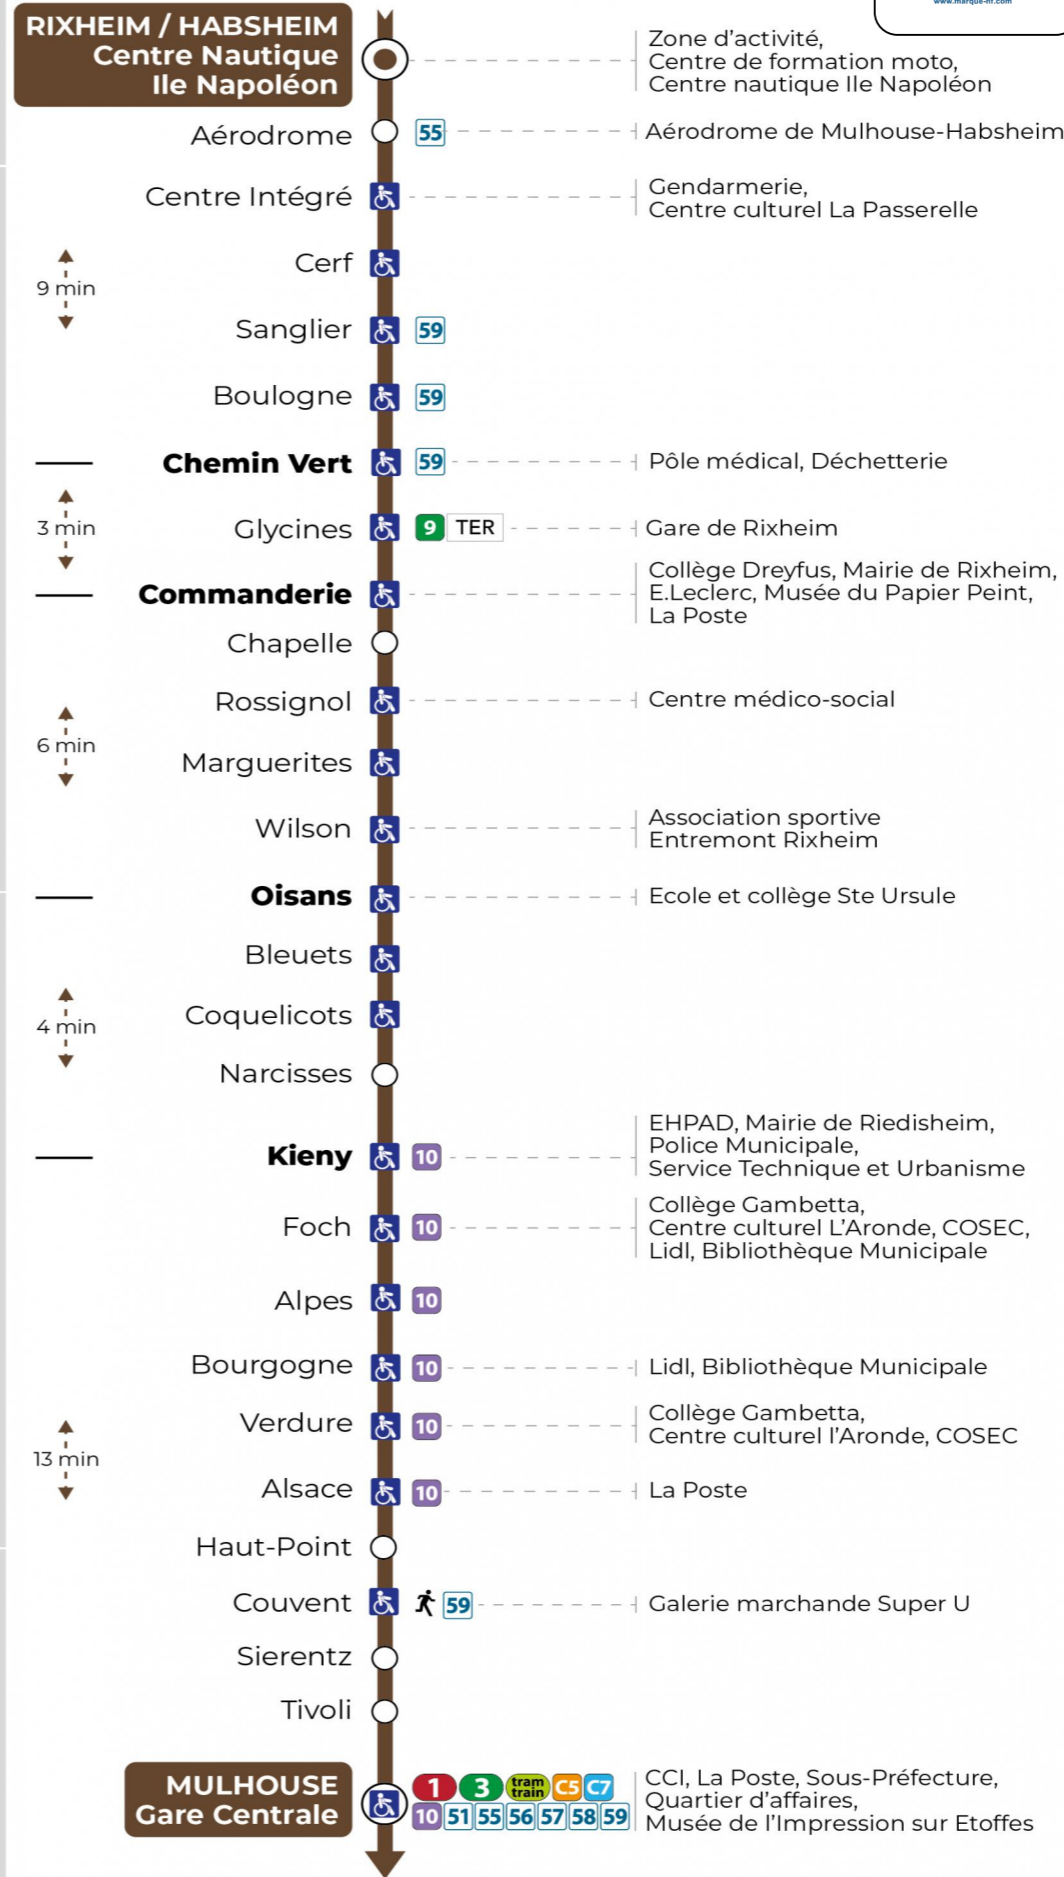 www.marque-nf.com
RIXHEIM / HABSHEIM
Centre Nautique
Ile Napoléon
Zone d'activité,
Centre de formation moto,
Centre nautique Ile Napoléon
Aérodrome 55 Aérodrome de Mulhouse-Habsheim
Centre Intégré
Gendarmerie,
Centre culturel La Passerelle
Cerf
9 min
Sanglier 59
Boulogne 59
Chemin Vert 59 Pôle médical, Déchetterie
3 min
Glycines 9 TER Gare de Rixheim
Commanderie
Collège Dreyfus, Mairie de Rixheim,
E.Leclerc, Musée du Papier Peint,
La Poste
Chapelle
Rossignol Centre médico-social
6 min
Marguerites
Wilson
Association sportive
Entremont Rixheim
Oisans Ecole et collège Ste Ursule
Bleuets
Coquelicots
4 min
Narcisses
Kieny 10
EHPAD, Mairie de Riedisheim,
Police Municipale,
Service Technique et Urbanisme
Foch 10
Collège Gambetta,
Centre culturel L'Aronde, COSEC,
Lidl, Bibliothèque Municipale
Alpes 10
Bourgogne 10 Lidl, Bibliothèque Municipale
Verdure 10
Collège Gambetta,
Centre culturel l'Aronde, COSEC
13 min
Alsace 10 La Poste
Haut-Point
Couvent 59 Galerie marchande Super U
Sierentz
Tivoli
MULHOUSE
Gare Centrale
1 3 tram train C5 C7
10 51 55 56 57 58 59
CCI, La Poste, Sous-Préfecture,
Quartier d'affaires,
Musée de l'Impression sur Etoffes